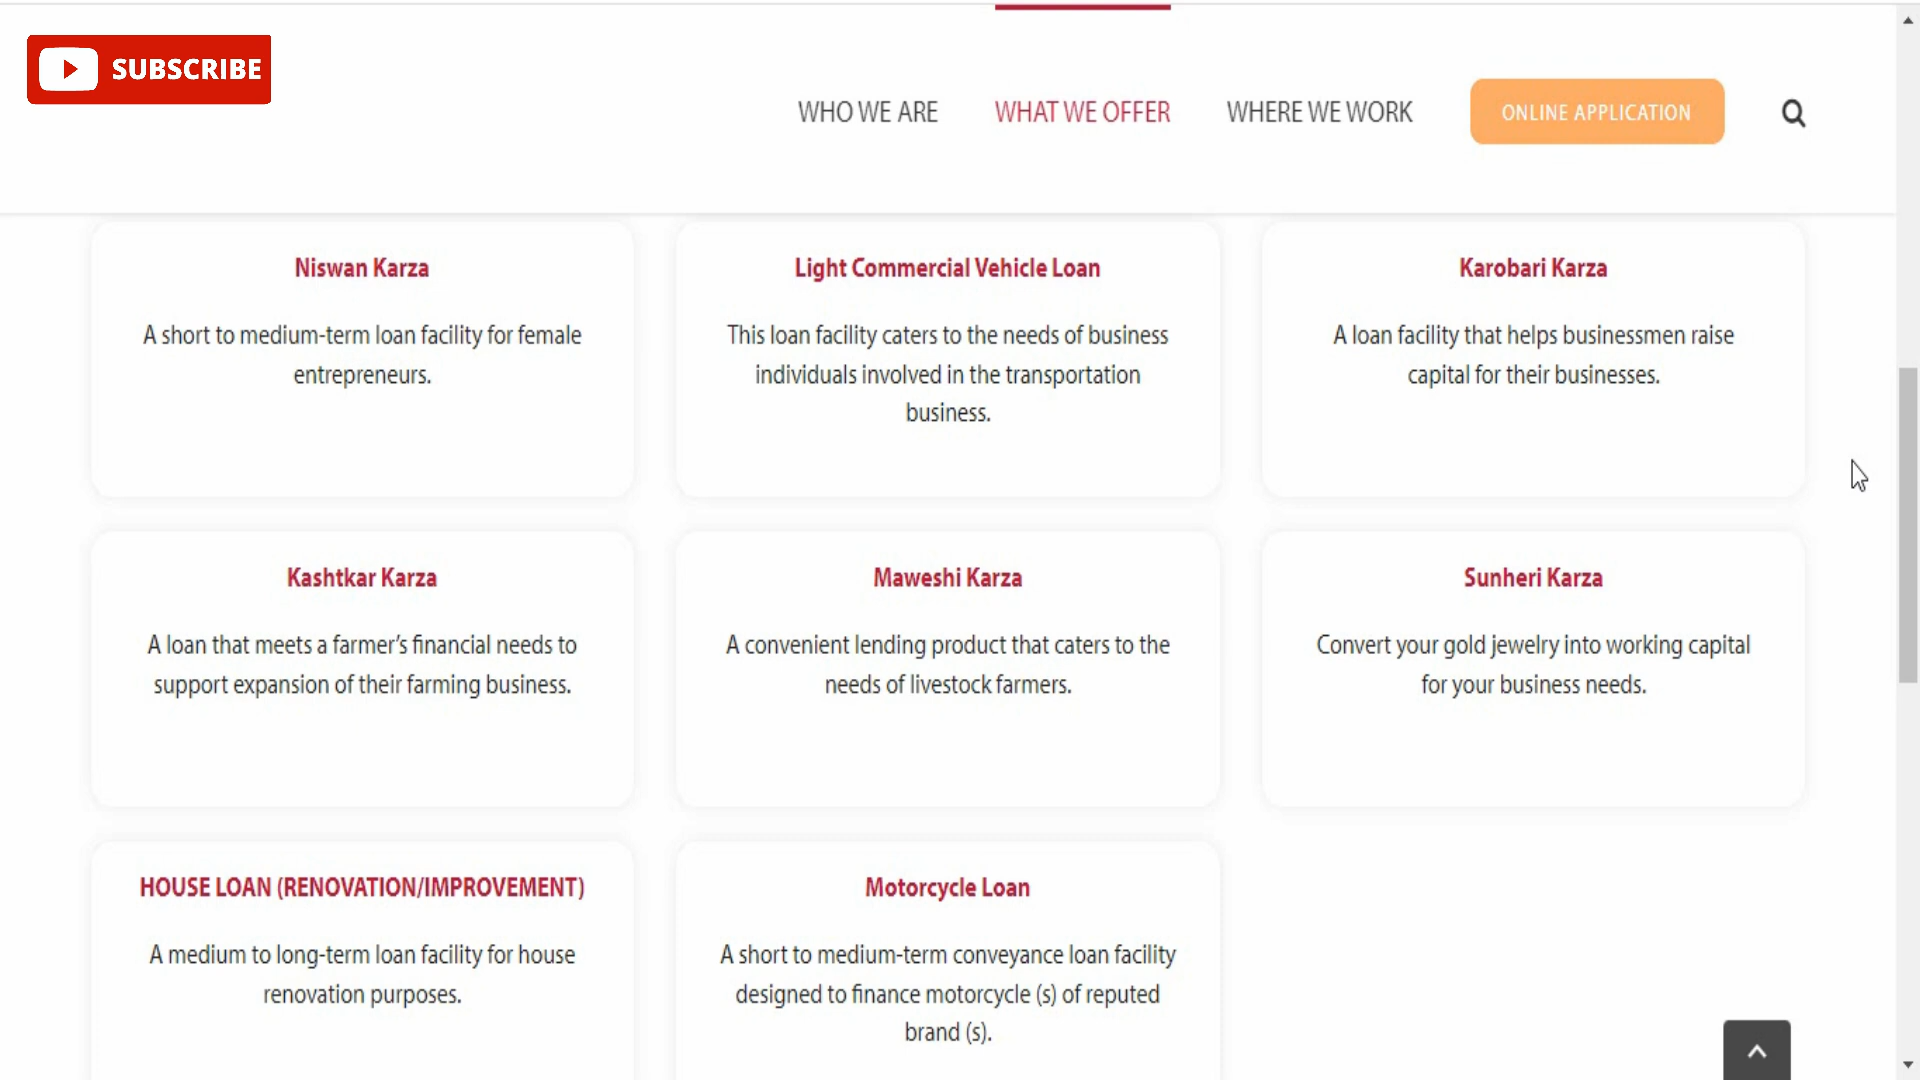 SUBSCRIBE
WHO WE ARE
WHAT WE OFFER
WHERE WE WORK
ONLINE APPLICATION
Niswan Karza
A short to medium-term loan facility for female
entrepreneurs.
Light Commercial Vehicle Loan
This loan facility caters to the needs of business
individuals involved in the transportation
business.
Karobari Karza
A loan facility that helps businessmen raise
capital for their businesses.
Kashtkar Karza
A loan that meets a farmer’s financial needs to
support expansion of their farming business.
Maweshi Karza
A convenient lending product that caters to the
needs of livestock farmers.
Sunheri Karza
Convert your gold jewelry into working capital
for your business needs.
HOUSE LOAN (RENOVATION/IMPROVEMENT)
A medium to long-term loan facility for house
renovation purposes.
Motorcycle Loan
A short to medium-term conveyance loan facility
designed to finance motorcycle (s) of reputed
brand (s).